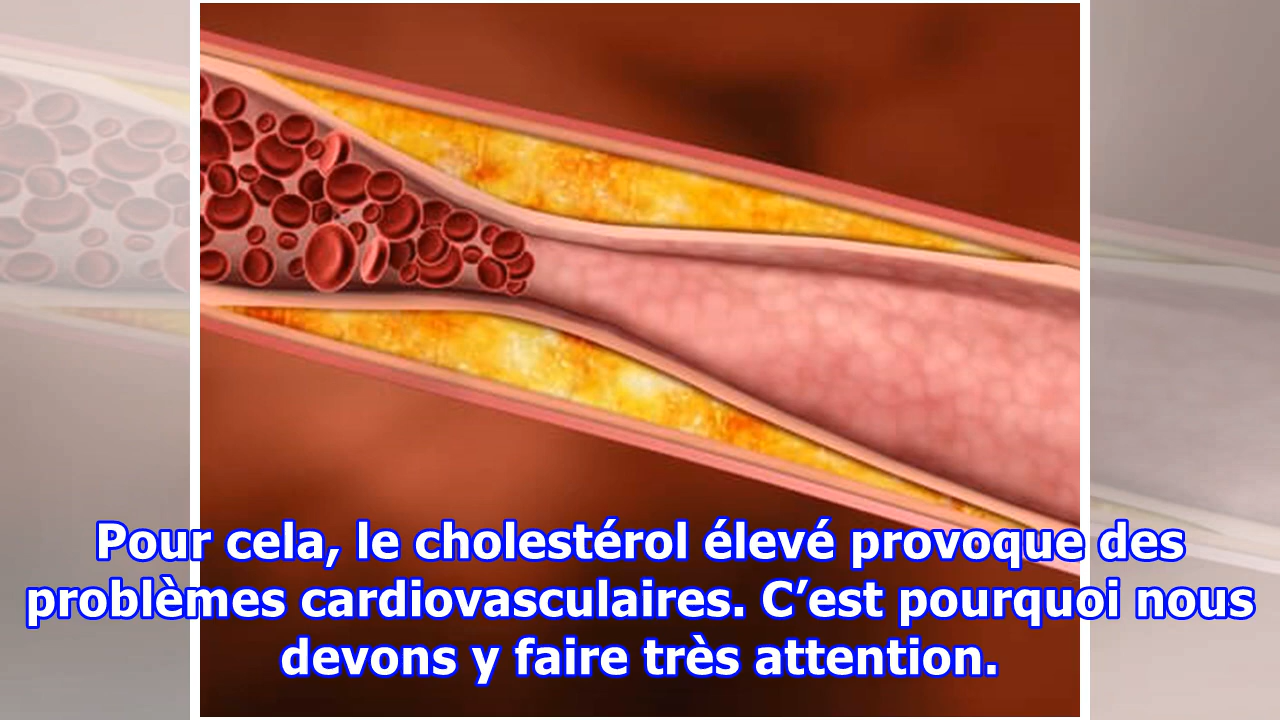 Pour cela, le cholestérol élevé provoque des
problèmes cardiovasculaires. C’est pourquoi nous
devons y faire très attention.